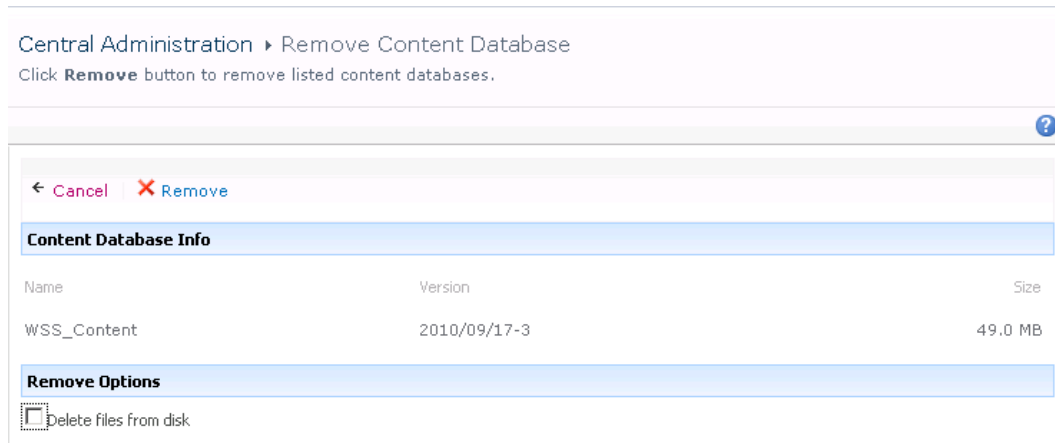 Central Administration ▸ Remove Content Database
Click Remove button to remove listed content databases.
?
← Cancel X Remove
Content Database Info
Name Version Size
WSS_Content 2010/09/17-3 49.0 MB
Remove Options
Delete files from disk